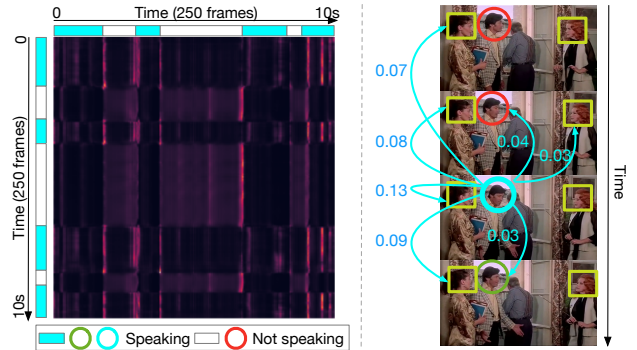 Time (250 frames)
0
10s
0
Time (250 frames)
10s
Speaking
Not speaking
0.07
0.08
0.04
0.03
0.13
0.09
0.03
Time